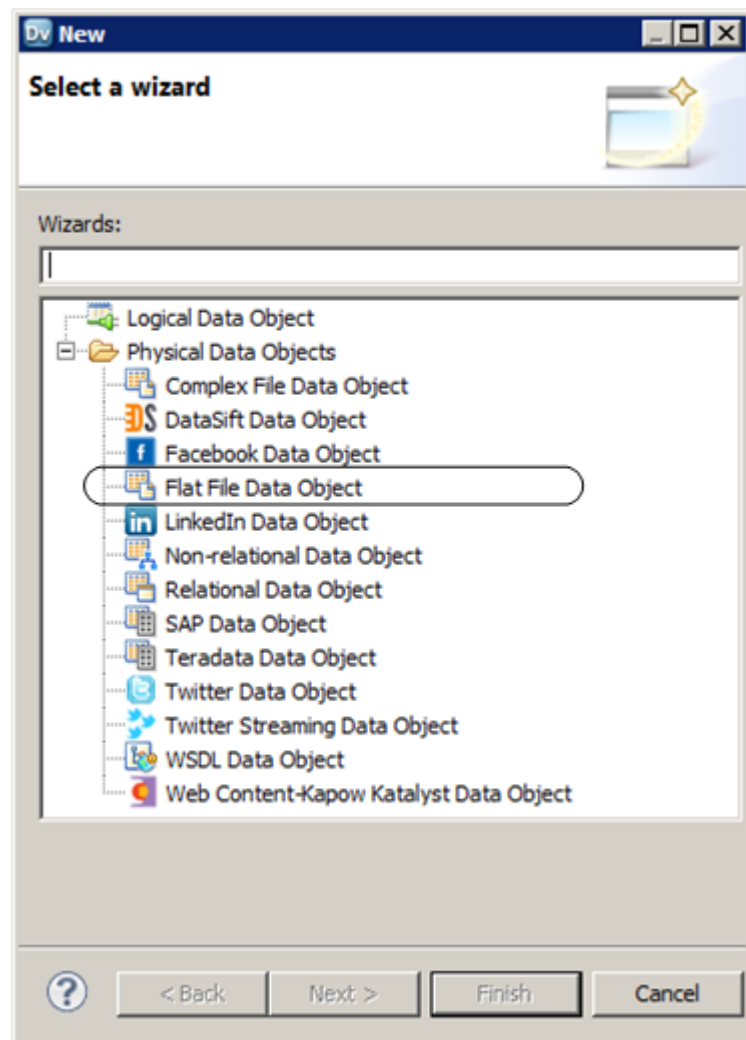 Dv New
Select a wizard
Wizards:
Logical Data Object
Physical Data Objects
Complex File Data Object
DS DataSift Data Object
f Facebook Data Object
Flat File Data Object
in LinkedIn Data Object
Non-relational Data Object
Relational Data Object
SAP Data Object
Teradata Data Object
Twitter Data Object
Twitter Streaming Data Object
WSDL Data Object
Web Content-Kapow Katalyst Data Object
? < Back Next > Finish Cancel